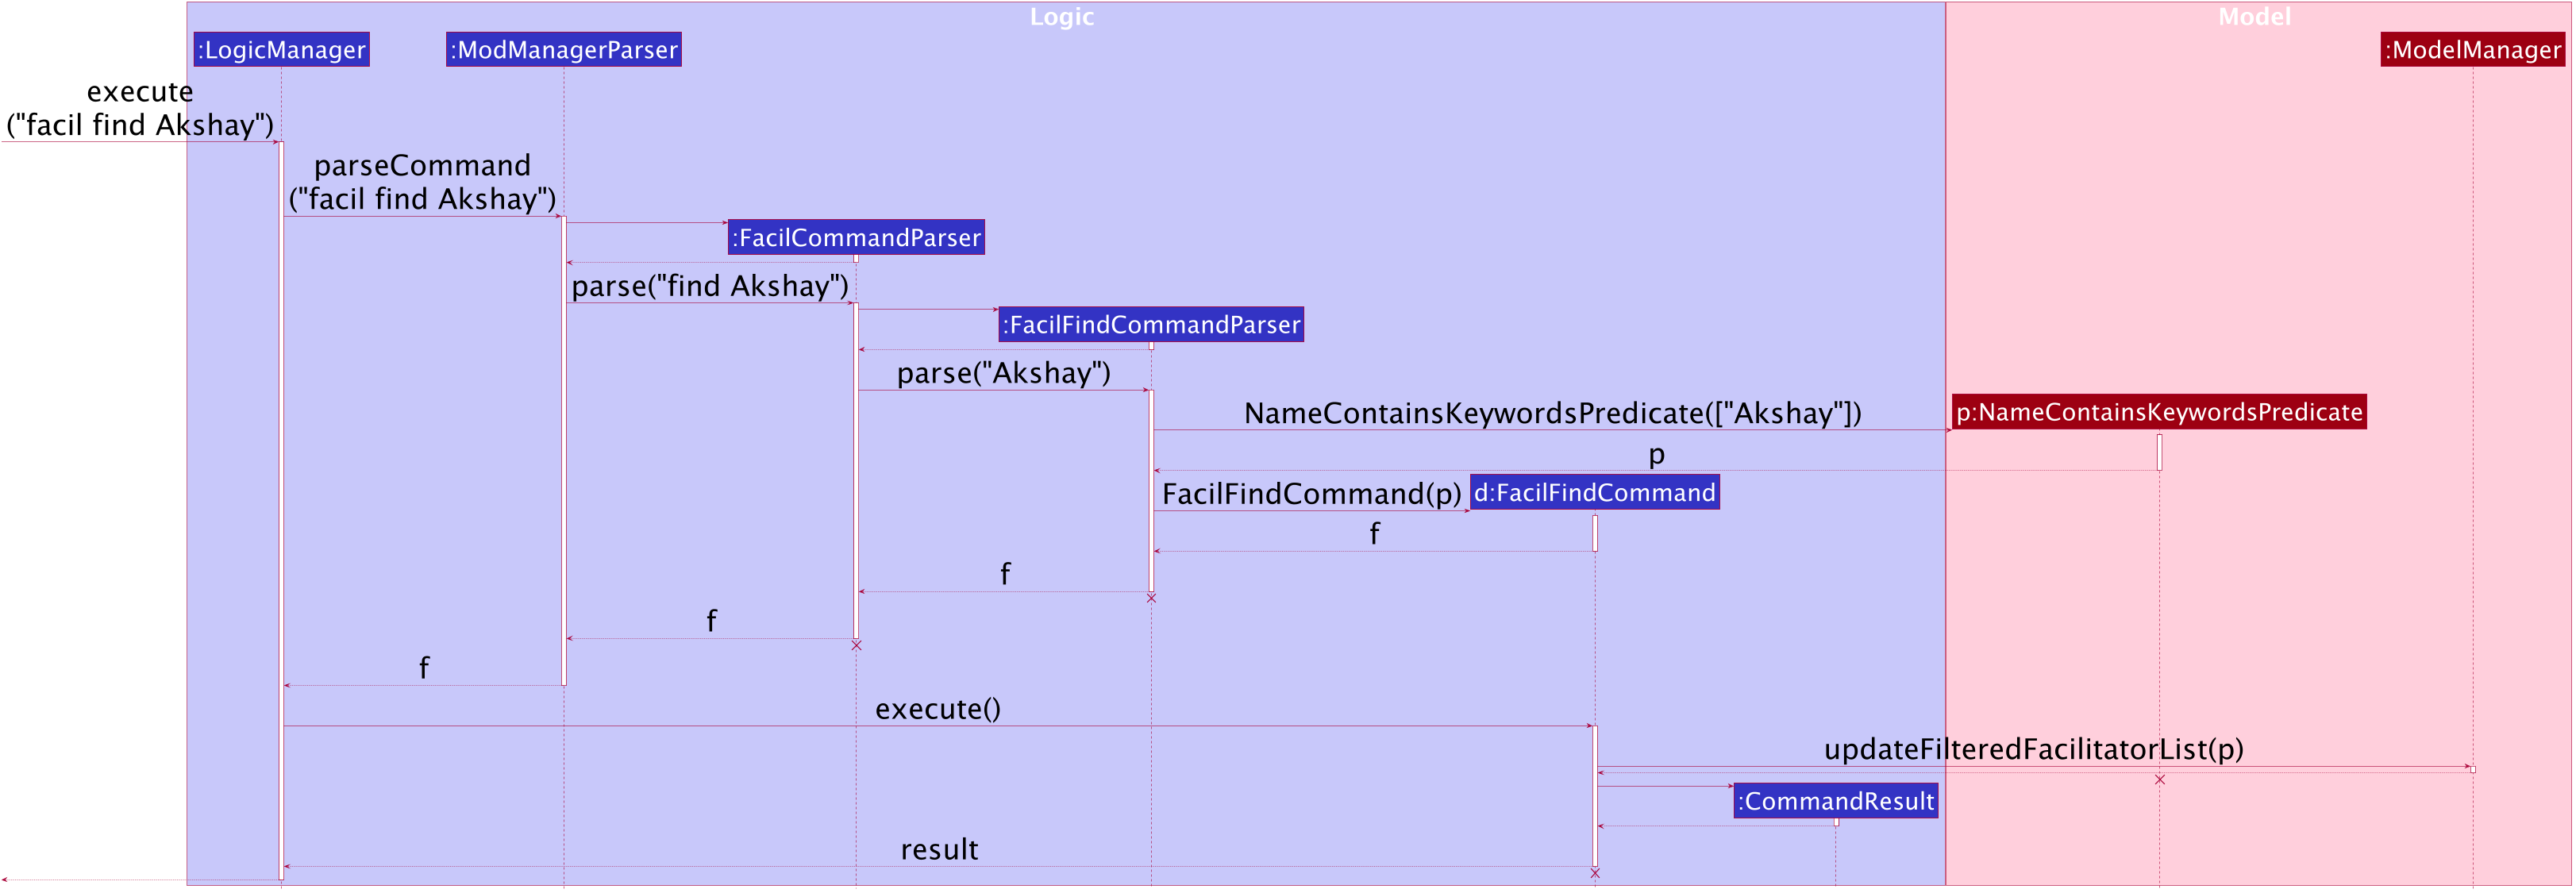 Logic
Model
:LogicManager
:ModManagerParser
:ModelManager
execute
("facil find Akshay")
parseCommand
("facil find Akshay")
:FacilCommandParser
parse("find Akshay")
:FacilFindCommandParser
parse("Akshay")
NameContainsKeywordsPredicate(["Akshay"])
p:NameContainsKeywordsPredicate
p
FacilFindCommand(p)
d:FacilFindCommand
f
f
f
f
execute()
updateFilteredFacilitatorList(p)
:CommandResult
result